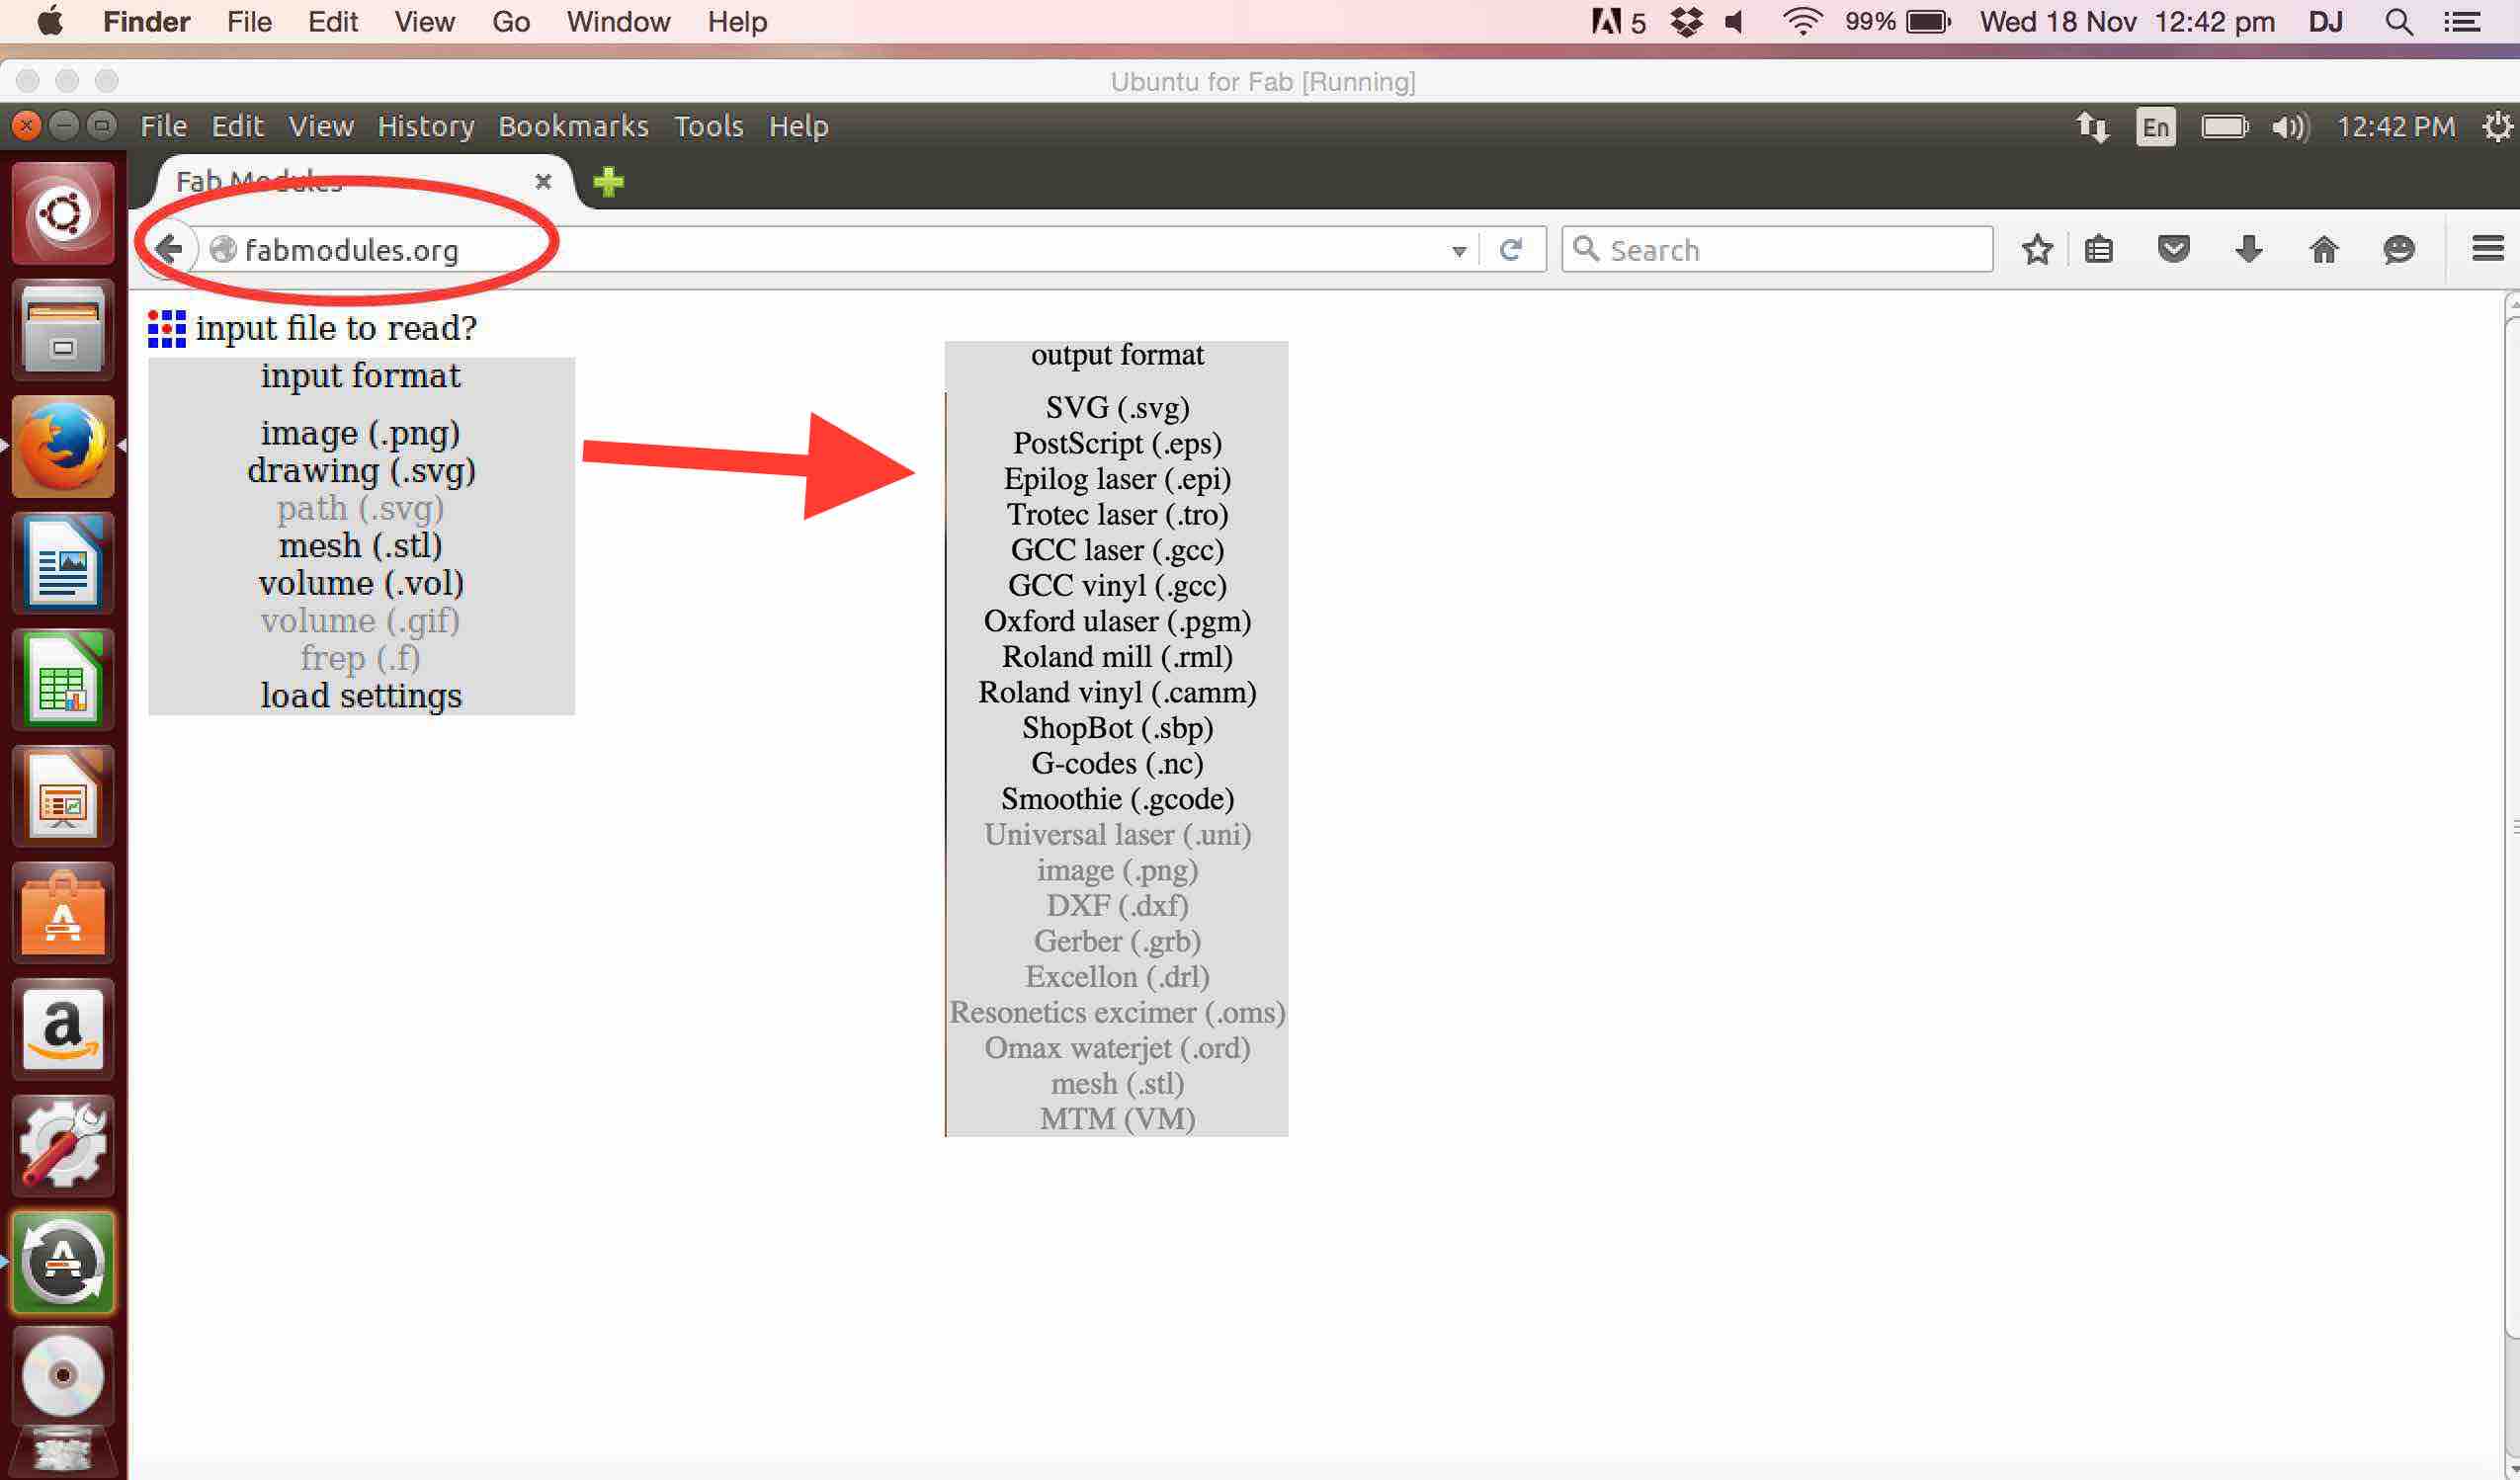 Finder File Edit View Go Window Help 5 99% Wed 18 Nov 12:42 pm DJ
Ubuntu for Fab [Running]
File Edit View History Bookmarks Tools Help En 12:42 PM
Fab Modules
fabmodules.org Search
input file to read?
input format
image (.png)
drawing (.svg)
path (.svg)
mesh (.stl)
volume (.vol)
volume (.gif)
frep (.f)
load settings
output format
SVG (.svg)
PostScript (.eps)
Epilog laser (.epi)
Trotec laser (.tro)
GCC laser (.gcc)
GCC vinyl (.gcc)
Oxford ulaser (.pgm)
Roland mill (.rml)
Roland vinyl (.camm)
ShopBot (.sbp)
G-codes (.nc)
Smoothie (.gcode)
Universal laser (.uni)
image (.png)
DXF (.dxf)
Gerber (.grb)
Excellon (.drl)
Resonetics excimer (.oms)
Omax waterjet (.ord)
mesh (.stl)
MTM (VM)